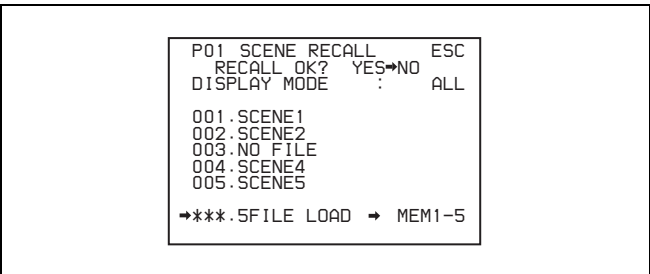 P01 SCENE RECALL ESC
RECALL OK? YES➡NO
DISPLAY MODE : ALL
001.SCENE1
002.SCENE2
003.NO FILE
004.SCENE4
005.SCENE5
➡***.5FILE LOAD ➡ MEM1-5